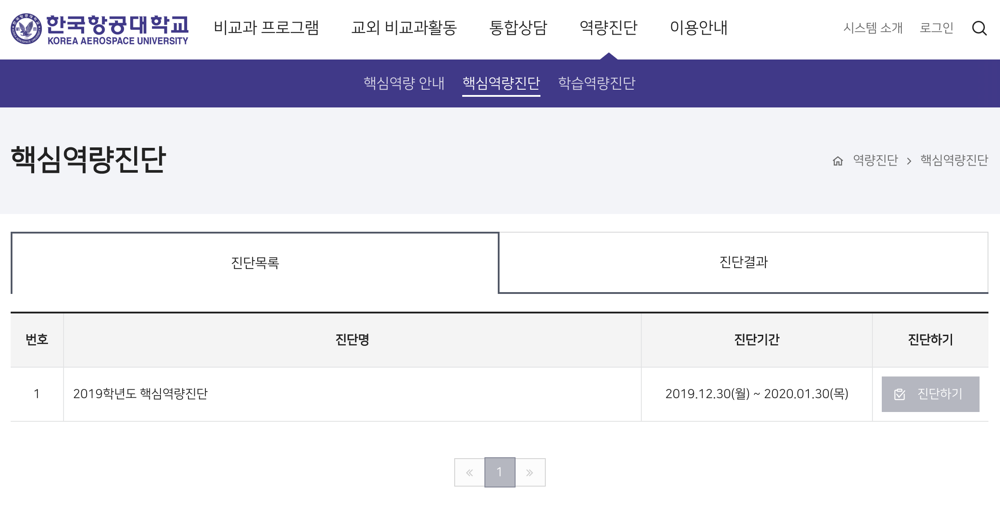 한국항공대학교
KOREA AEROSPACE UNIVERSITY
비교과 프로그램
교외 비교과활동
통합상담
역량진단
이용안내
시스템 소개
로그인
핵심역량 안내
핵심역량진단
학습역량진단
핵심역량진단
역량진단 > 핵심역량진단
진단목록
진단결과
번호 진단명 진단기간 진단하기
1 2019학년도 핵심역량진단 2019.12.30(월) ~ 2020.01.30(목) 진단하기
« 1 »